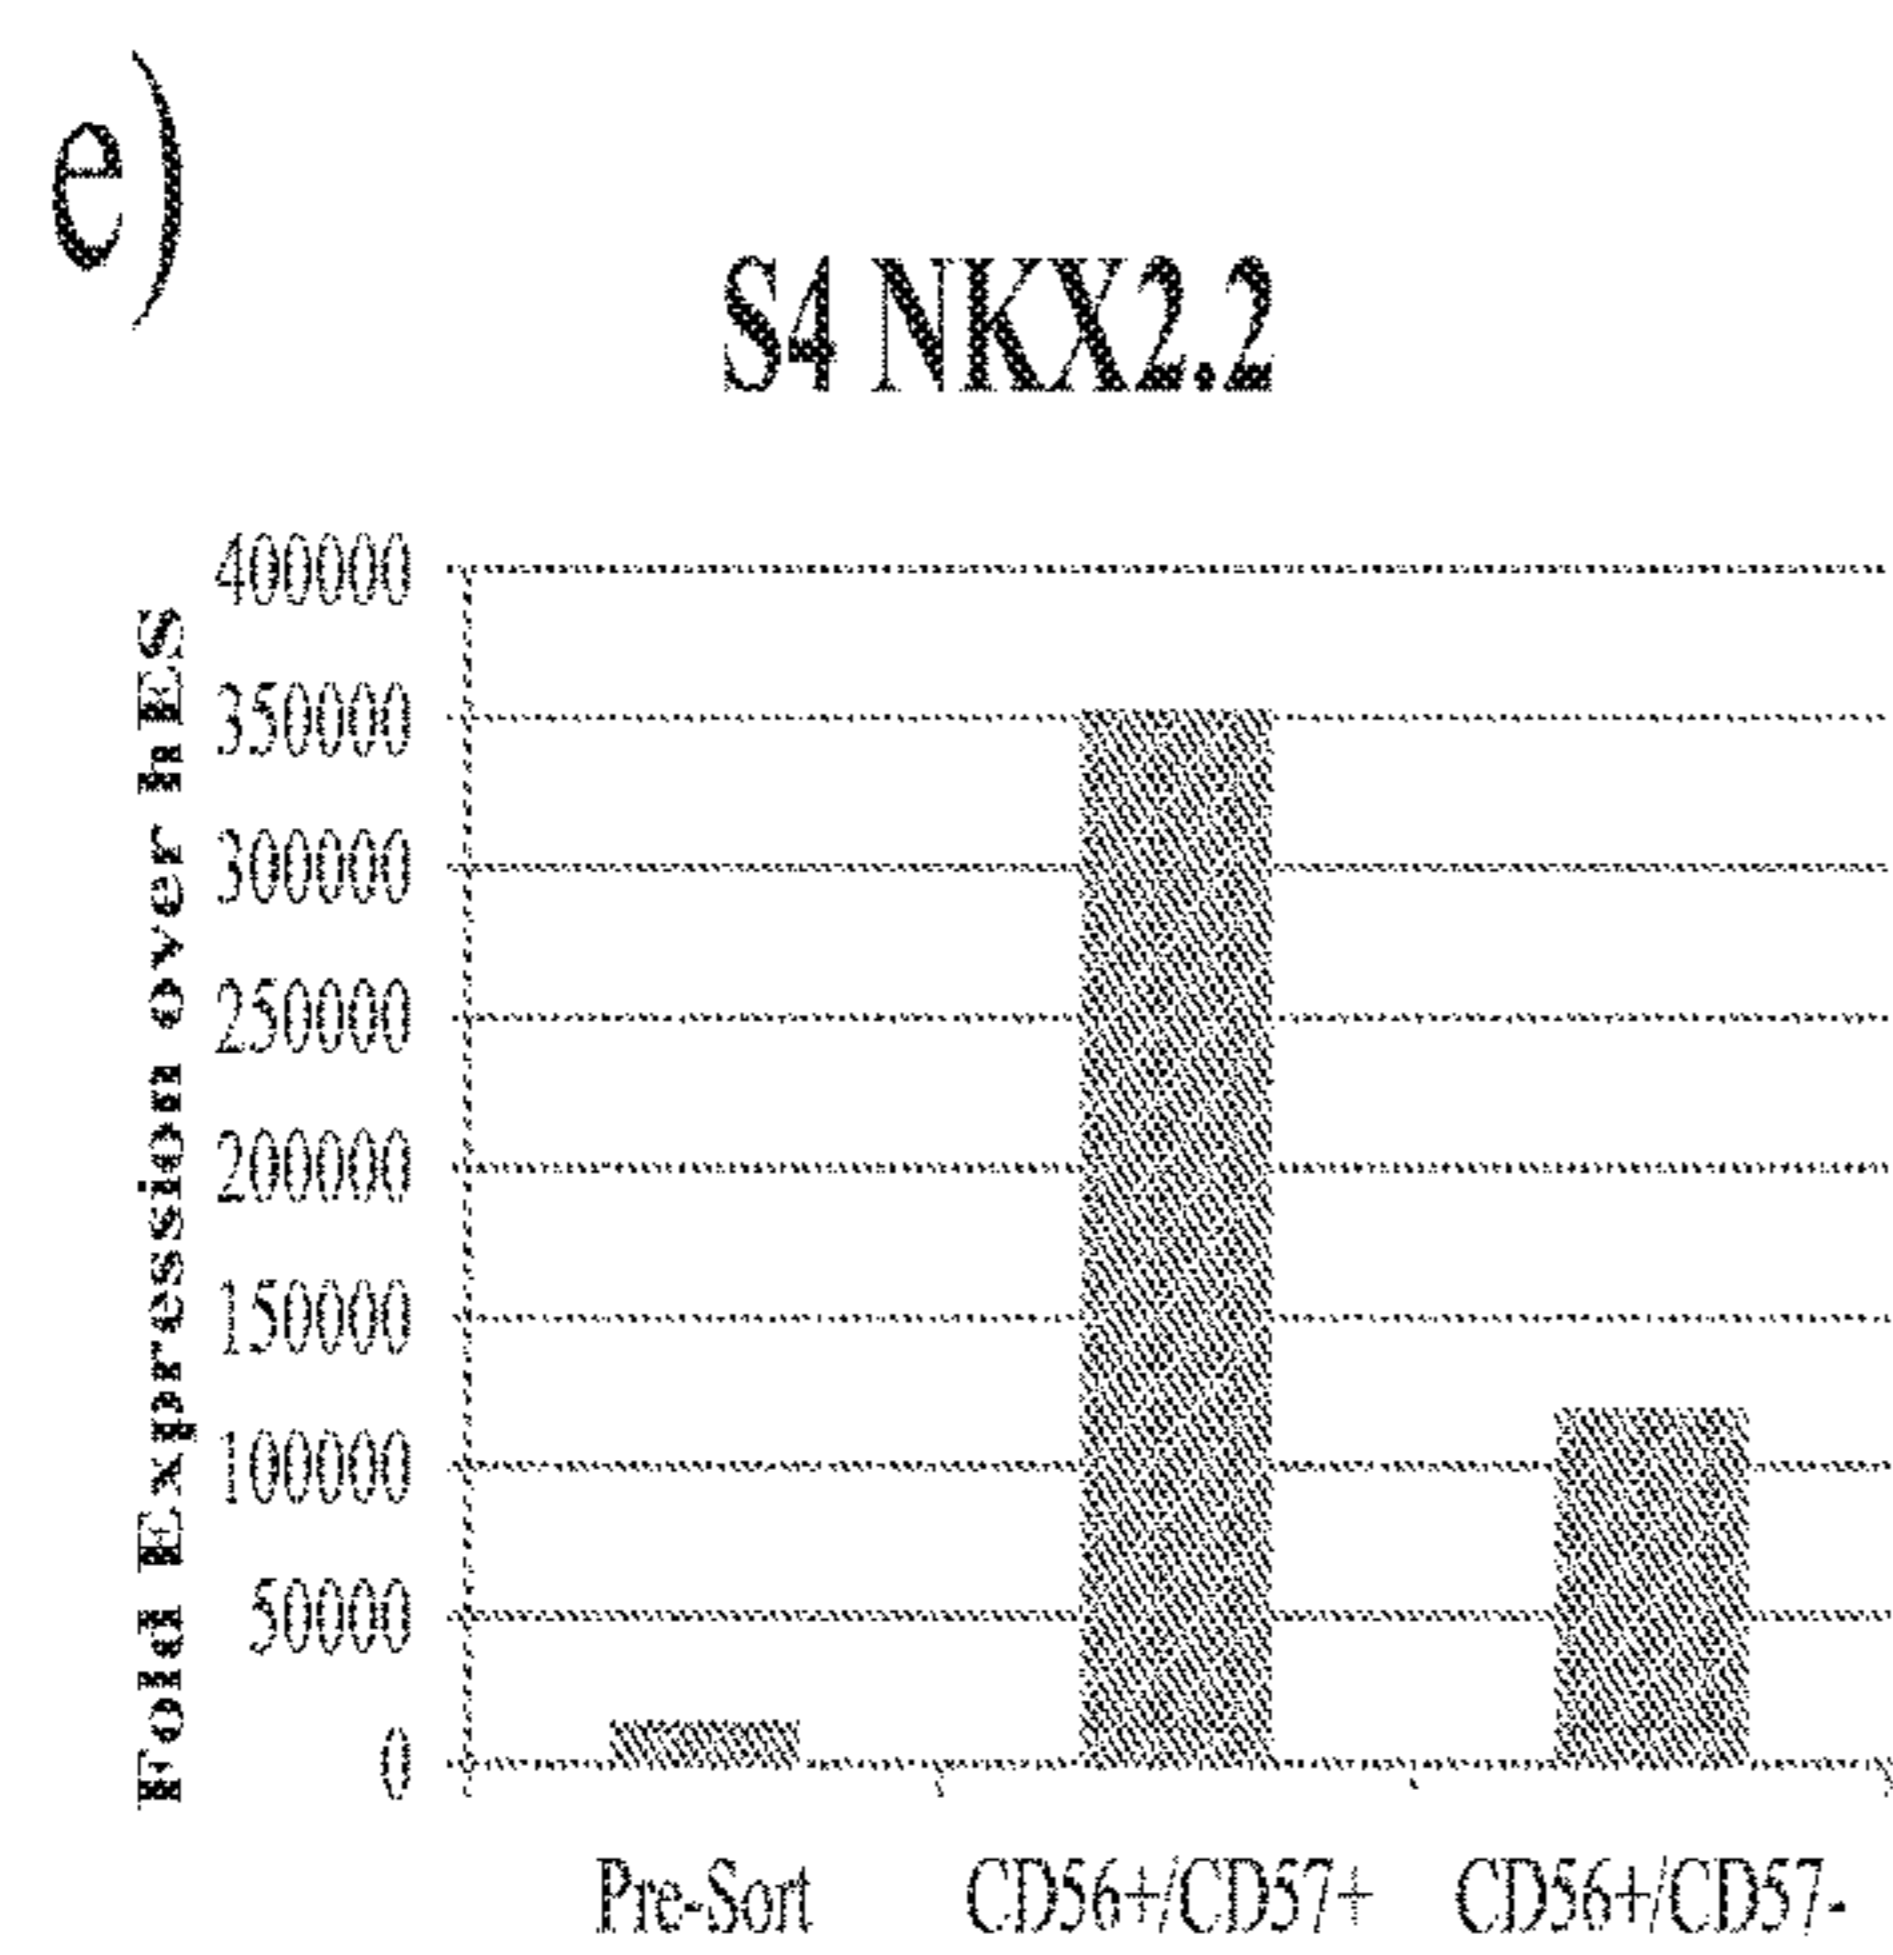 e)
S4 NKX2.2
Fold Expression over hES
400000
350000
300000
250000
200000
150000
100000
50000
0
Pre-Sort CD56+/CD57+ CD56+/CD57-